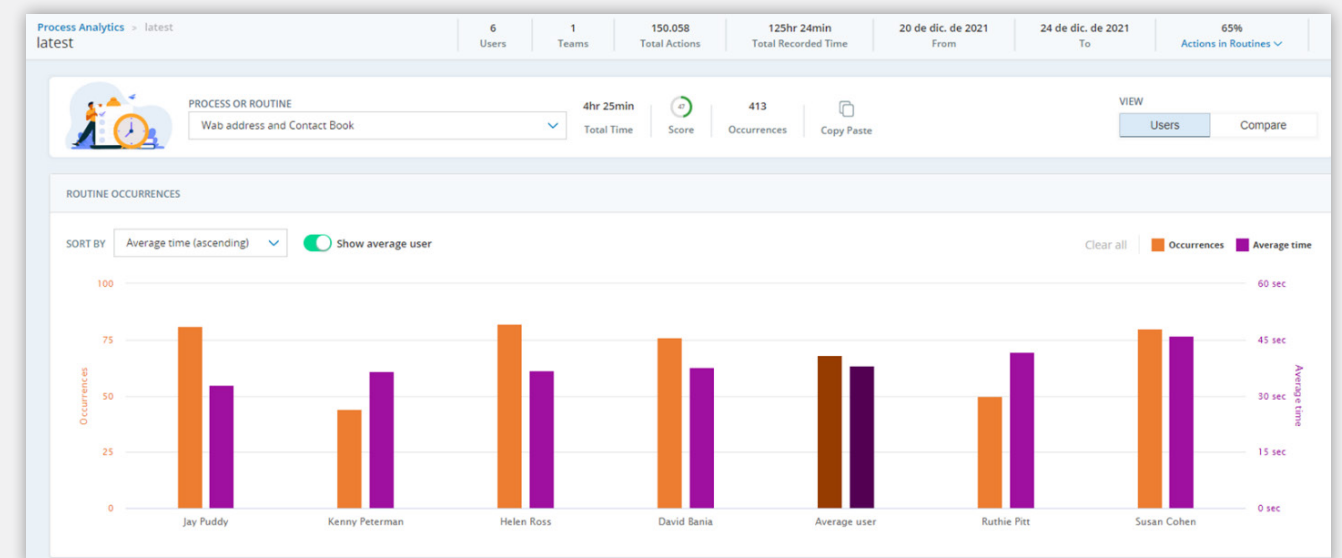 Process Analytics > latest
latest
6
Users
1
Teams
150.058
Total Actions
125hr 24min
Total Recorded Time
20 de dic. de 2021
From
24 de dic. de 2021
To
65%
Actions in Routines
PROCESS OR ROUTINE
Wab address and Contact Book
4hr 25min
Total Time
47
Score
413
Occurrences
Copy Paste
VIEW
Users
Compare
ROUTINE OCCURRENCES
SORT BY
Average time (ascending)
Show average user
Clear all
Occurrences
Average time
100
75
50
25
0
Occurrences
60 sec
45 sec
30 sec
15 sec
0 sec
Average time
Jay Puddy
Kenny Peterman
Helen Ross
David Bania
Average user
Ruthie Pitt
Susan Cohen